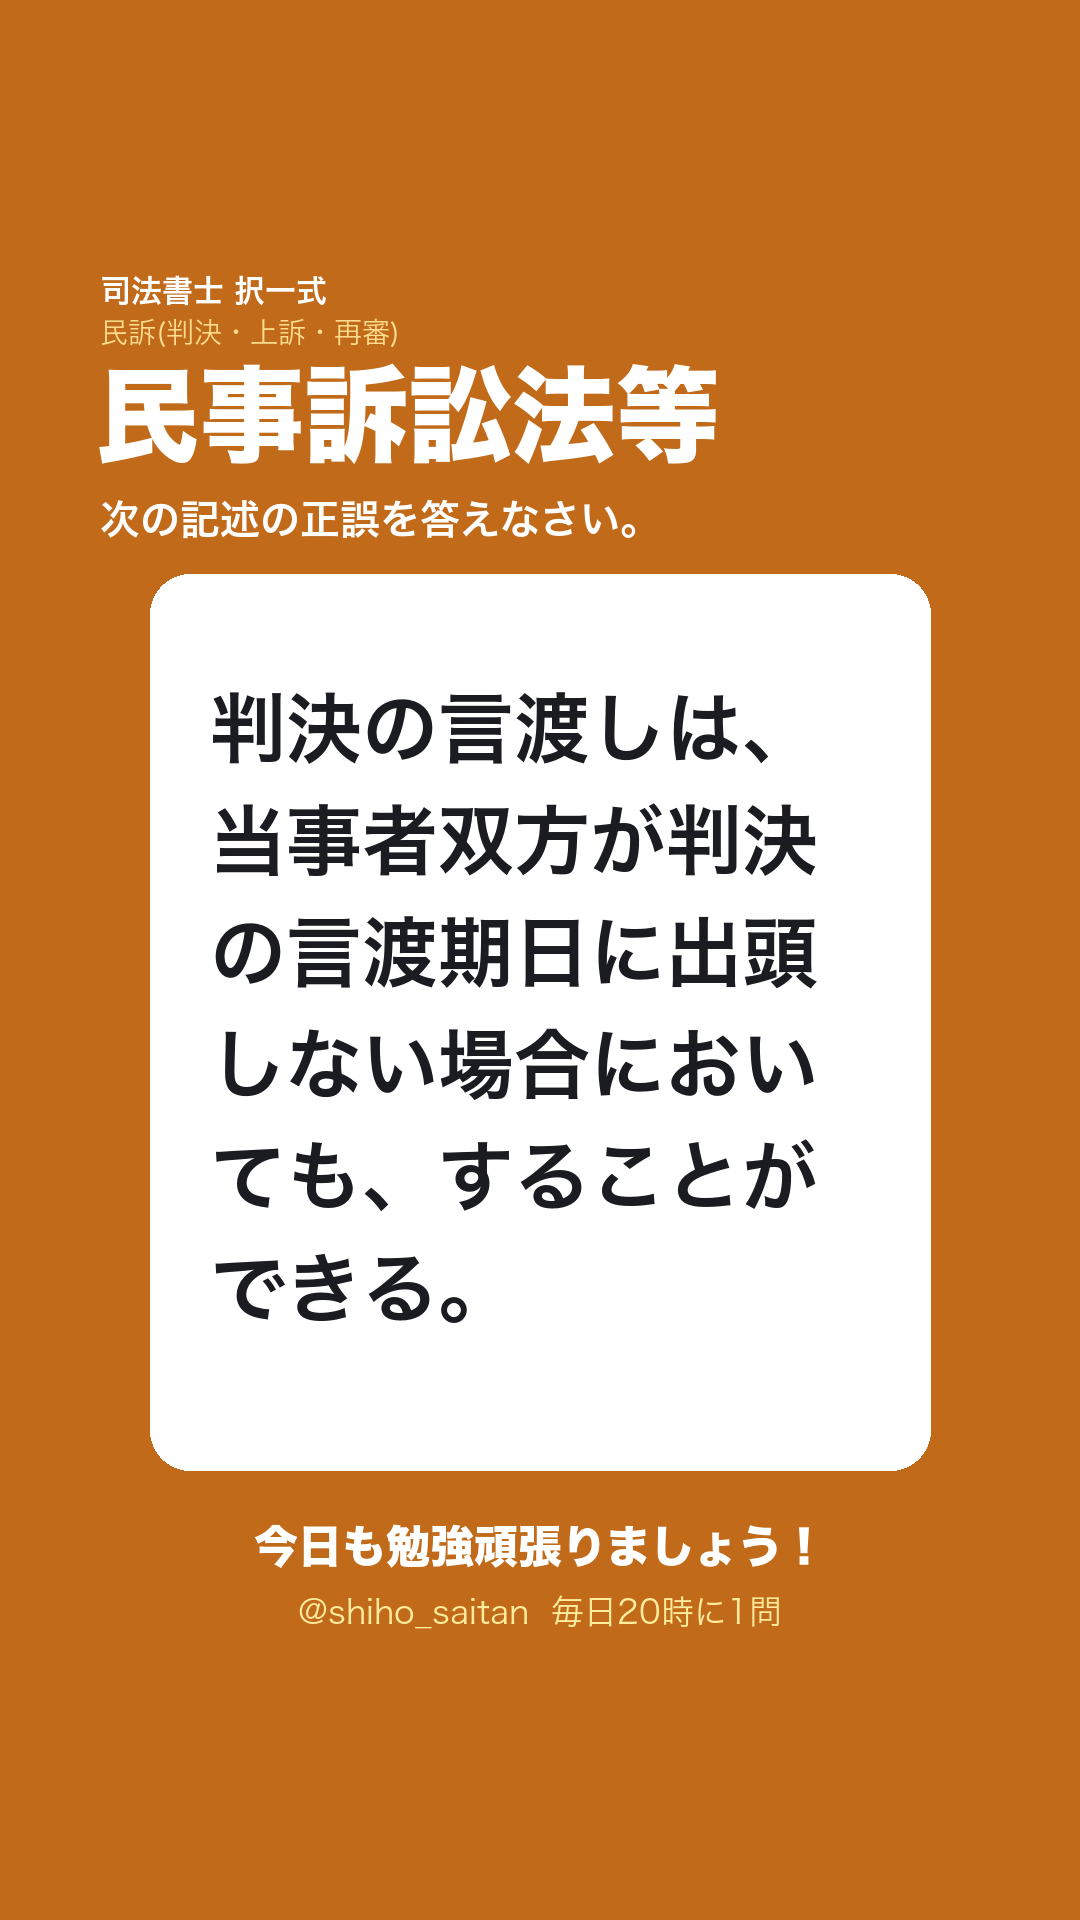 司法書士 択一式
民訴(判決・上訴・再審)
民事訴訟法等
次の記述の正誤を答えなさい。
判決の言渡しは、
当事者双方が判決
の言渡期日に出頭
しない場合におい
ても、することが
できる。
今日も勉強頑張りましょう！
@shiho_saitan 毎日20時に1問